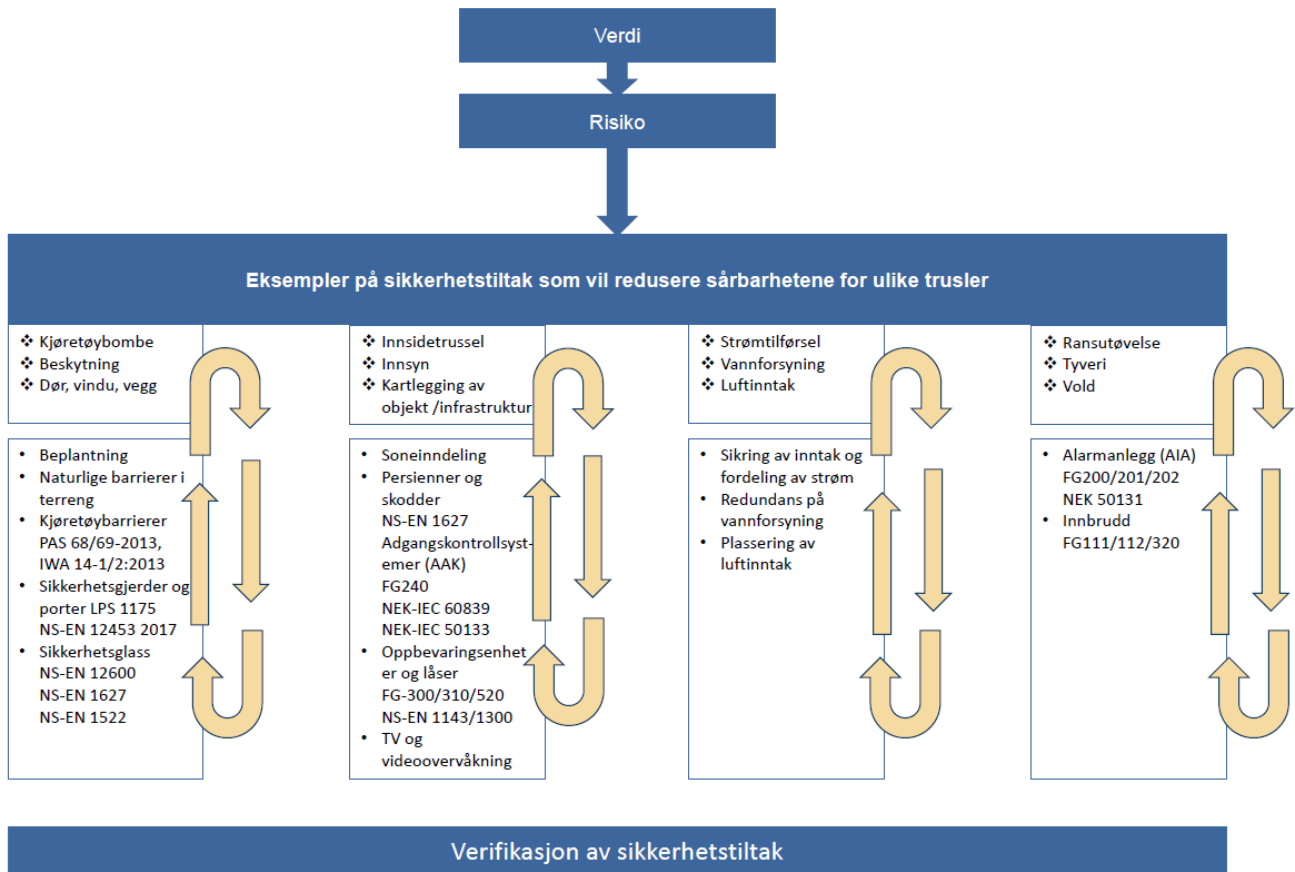 Verdi
Risiko
Eksempler på sikkerhetstiltak som vil redusere sårbarhetene for ulike trusler
❖ Kjøretøybombe
❖ Beskytning
❖ Dør, vindu, vegg
• Beplantning
• Naturlige barrierer i
terreng
• Kjøretøybarrierer
PAS 68/69-2013,
IWA 14-1/2:2013
• Sikkerhetsgjerder og
porter LPS 1175
NS-EN 12453 2017
• Sikkerhetsglass
NS-EN 12600
NS-EN 1627
NS-EN 1522
❖ Innsidetrussel
❖ Innsyn
❖ Kartlegging av
objekt /infrastruktur
• Soneinndeling
• Persienner og
skodder
NS-EN 1627
Adgangskontrollsyst-
emer (AAK)
FG240
NEK-IEC 60839
NEK-IEC 50133
• Oppbevaringsenhet
er og låser
FG-300/310/520
NS-EN 1143/1300
• TV og
videoovervåkning
❖ Strømtilførsel
❖ Vannforsyning
❖ Luftinntak
• Sikring av inntak og
fordeling av strøm
• Redundans på
vannforsyning
• Plassering av
luftinntak
❖ Ransutøvelse
❖ Tyveri
❖ Vold
• Alarmanlegg (AIA)
FG200/201/202
NEK 50131
• Innbrudd
FG111/112/320
Verifikasjon av sikkerhetstiltak